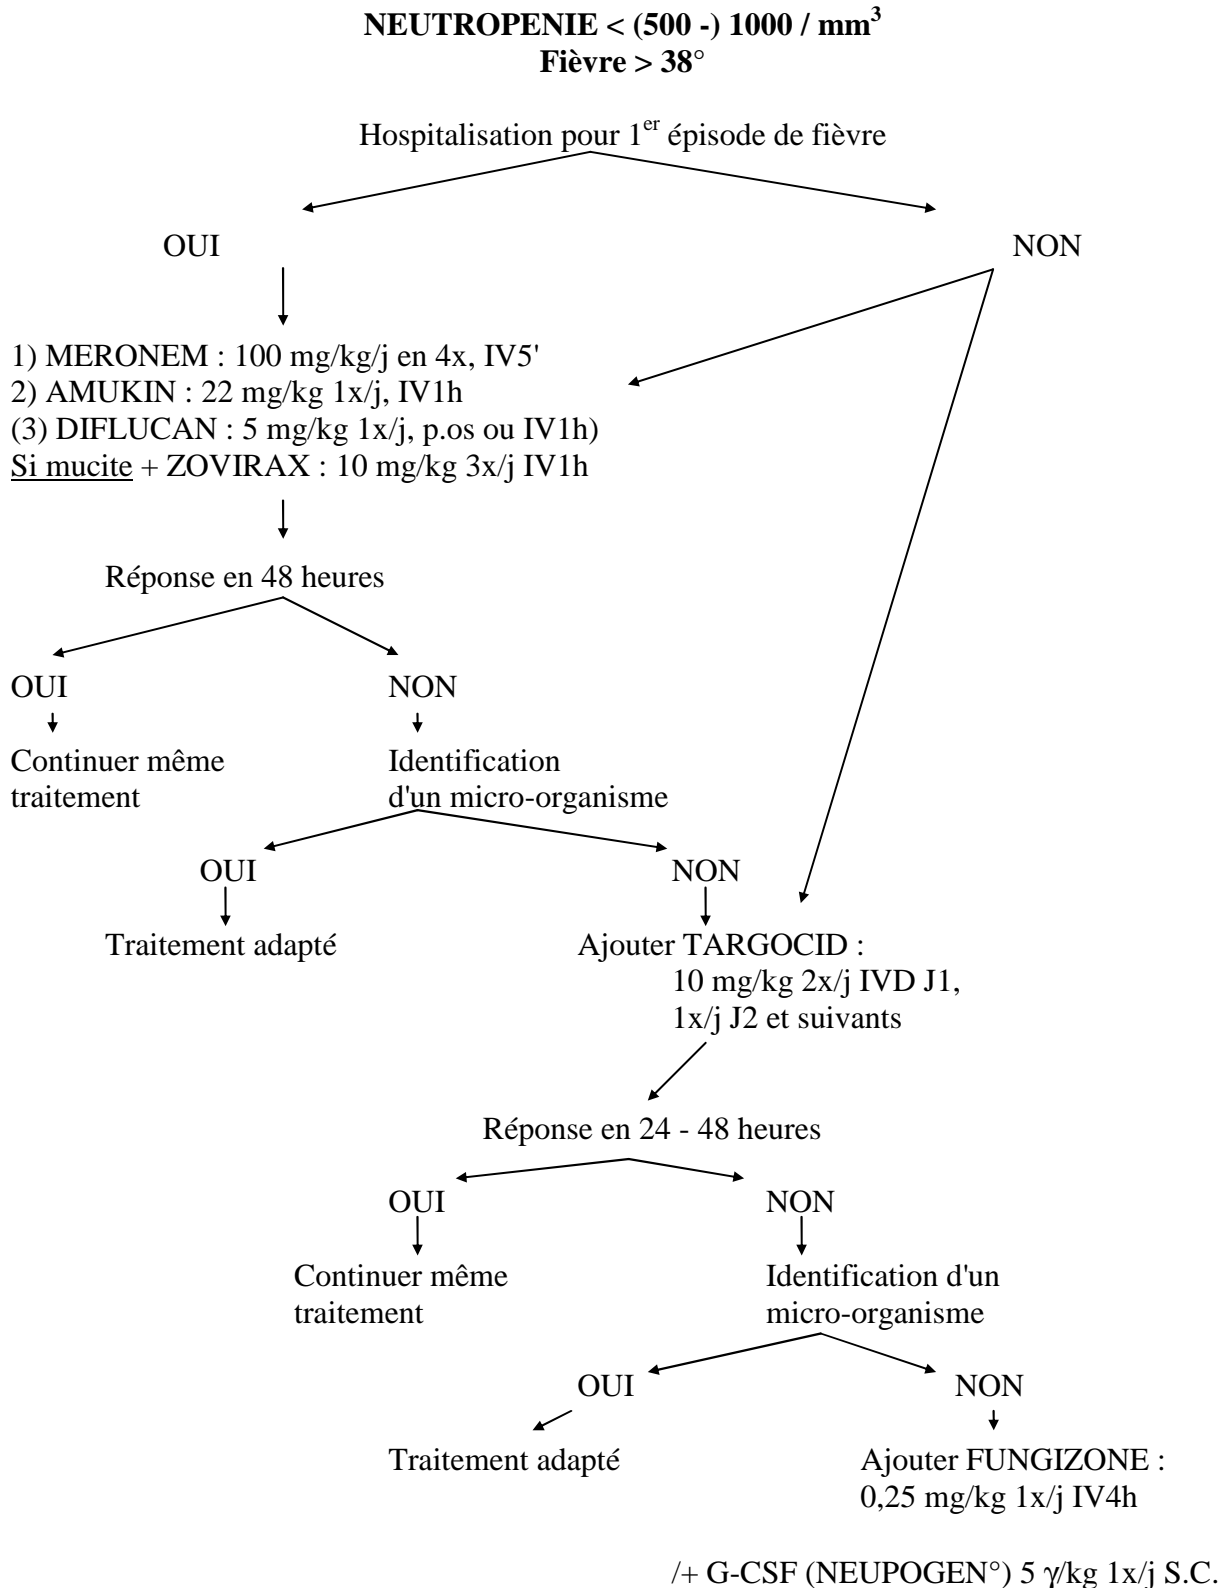 NEUTROPENIE < (500 -) 1000 / mm³
Fièvre > 38°
Hospitalisation pour 1er épisode de fièvre
OUI
NON
1) MERONEM : 100 mg/kg/j en 4x, IV5'
2) AMUKIN : 22 mg/kg 1x/j, IV1h
(3) DIFLUCAN : 5 mg/kg 1x/j, p.os ou IV1h)
Si mucite + ZOVIRAX : 10 mg/kg 3x/j IV1h
Réponse en 48 heures
OUI
NON
Continuer même
traitement
Identification
d'un micro-organisme
OUI
NON
Traitement adapté
Ajouter TARGOCID :
10 mg/kg 2x/j IVD J1,
1x/j J2 et suivants
Réponse en 24 - 48 heures
OUI
NON
Continuer même
traitement
Identification d'un
micro-organisme
OUI
NON
Traitement adapté
Ajouter FUNGIZONE :
0,25 mg/kg 1x/j IV4h
/+ G-CSF (NEUPOGEN°) 5 γ/kg 1x/j S.C.